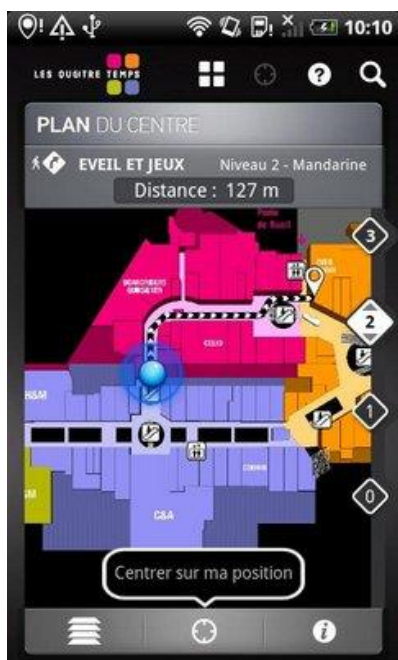 10:10
LES QUATRE TEMPS
PLAN DU CENTRE
EVEIL ET JEUX Niveau 2 - Mandarine
Distance : 127 m
3
2
CELIO
H&M
1
0
C&A
Centrer sur ma position